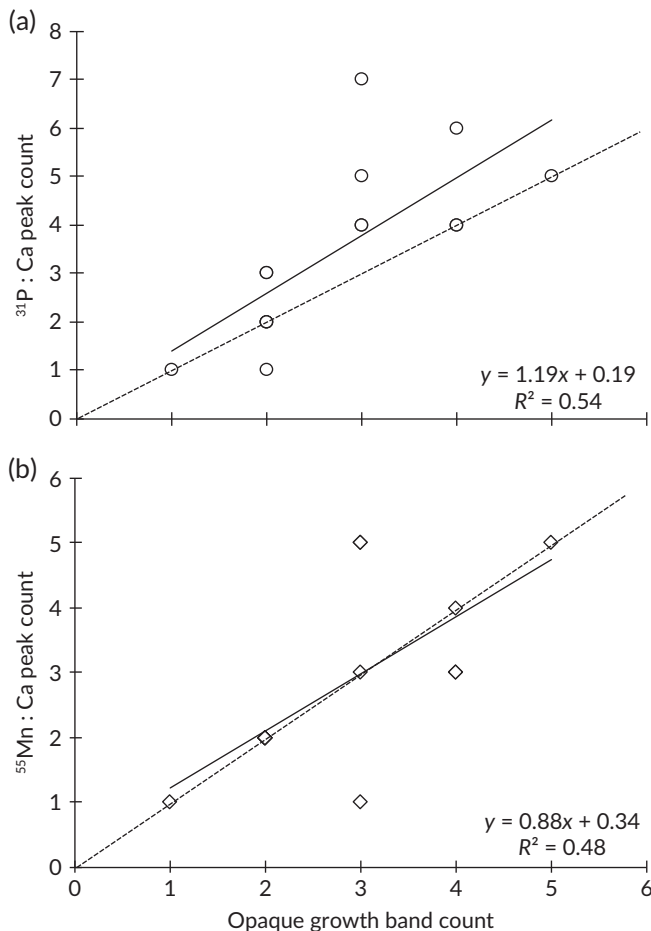 (a)
8
7
6
5
4
3
2
1
0
³¹P : Ca peak count
y = 1.19x + 0.19
R² = 0.54
(b)
6
5
4
3
2
1
0
⁵⁵Mn : Ca peak count
y = 0.88x + 0.34
R² = 0.48
0 1 2 3 4 5 6
Opaque growth band count